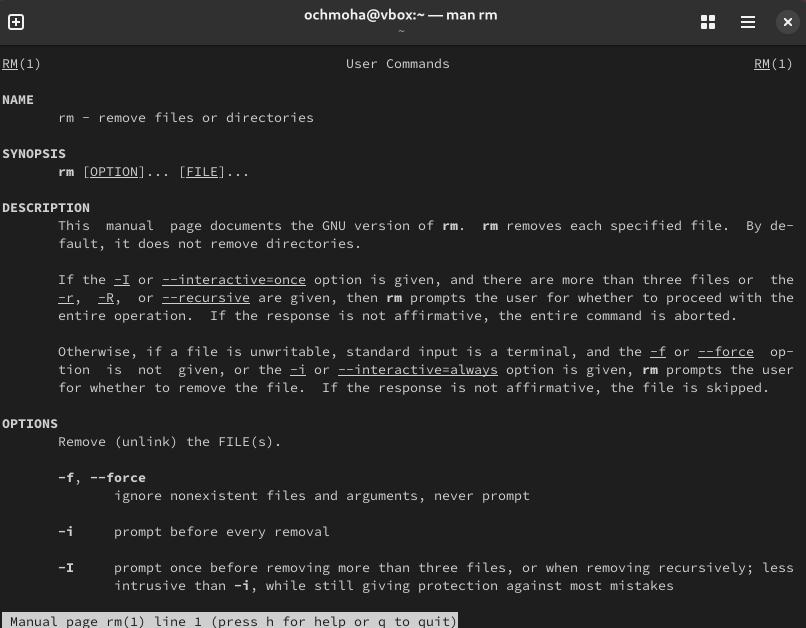 ochmoha@vbox:~ — man rm
~
RM(1) User Commands RM(1)
NAME
rm - remove files or directories
SYNOPSIS
rm [OPTION]... [FILE]...
DESCRIPTION
This manual page documents the GNU version of rm. rm removes each specified file. By de-
fault, it does not remove directories.
If the -I or --interactive=once option is given, and there are more than three files or the
-r, -R, or --recursive are given, then rm prompts the user for whether to proceed with the
entire operation. If the response is not affirmative, the entire command is aborted.
Otherwise, if a file is unwritable, standard input is a terminal, and the -f or --force op-
tion is not given, or the -i or --interactive=always option is given, rm prompts the user
for whether to remove the file. If the response is not affirmative, the file is skipped.
OPTIONS
Remove (unlink) the FILE(s).
-f, --force
ignore nonexistent files and arguments, never prompt
-i prompt before every removal
-I prompt once before removing more than three files, or when removing recursively; less
intrusive than -i, while still giving protection against most mistakes
Manual page rm(1) line 1 (press h for help or q to quit)